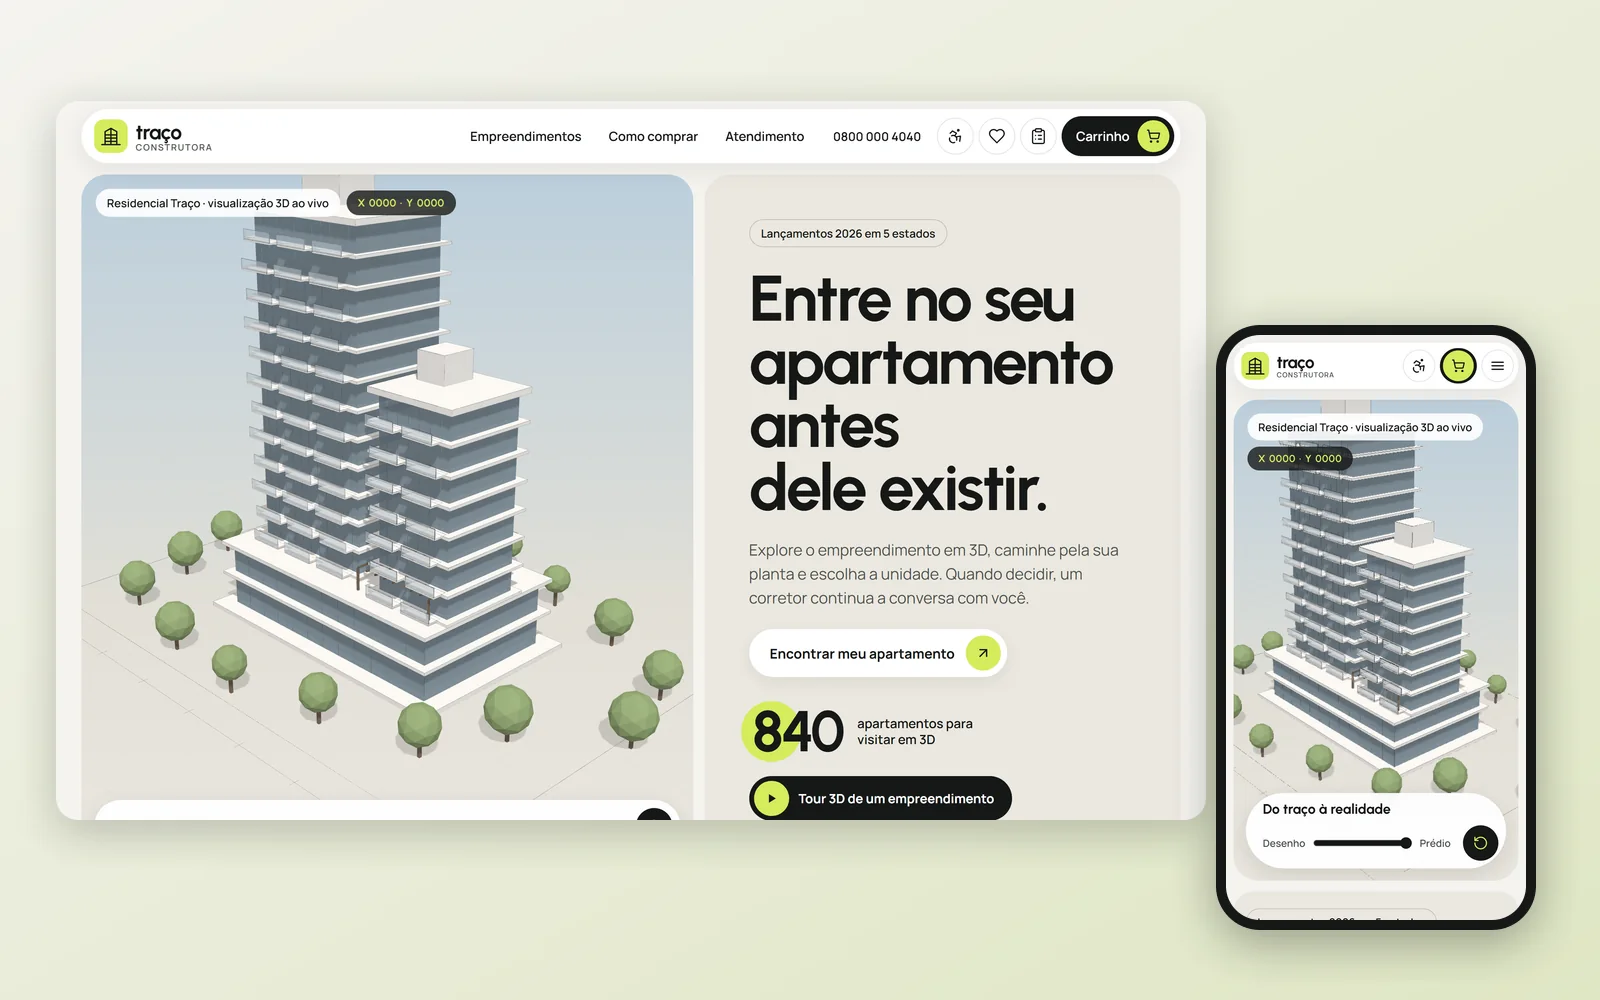 traço
CONSTRUTORA
Empreendimentos
Como comprar
Atendimento
0800 000 4040
Carrinho
Residencial Traço · visualização 3D ao vivo
X 0000 · Y 0000
Lançamentos 2026 em 5 estados
Entre no seu
apartamento
antes
dele existir.
Explore o empreendimento em 3D, caminhe pela sua
planta e escolha a unidade. Quando decidir, um
corretor continua a conversa com você.
Encontrar meu apartamento
840
apartamentos para
visitar em 3D
Tour 3D de um empreendimento
traço
CONSTRUTORA
Residencial Traço · visualização 3D ao vivo
X 0000 · Y 0000
Do traço à realidade
Desenho
Prédio